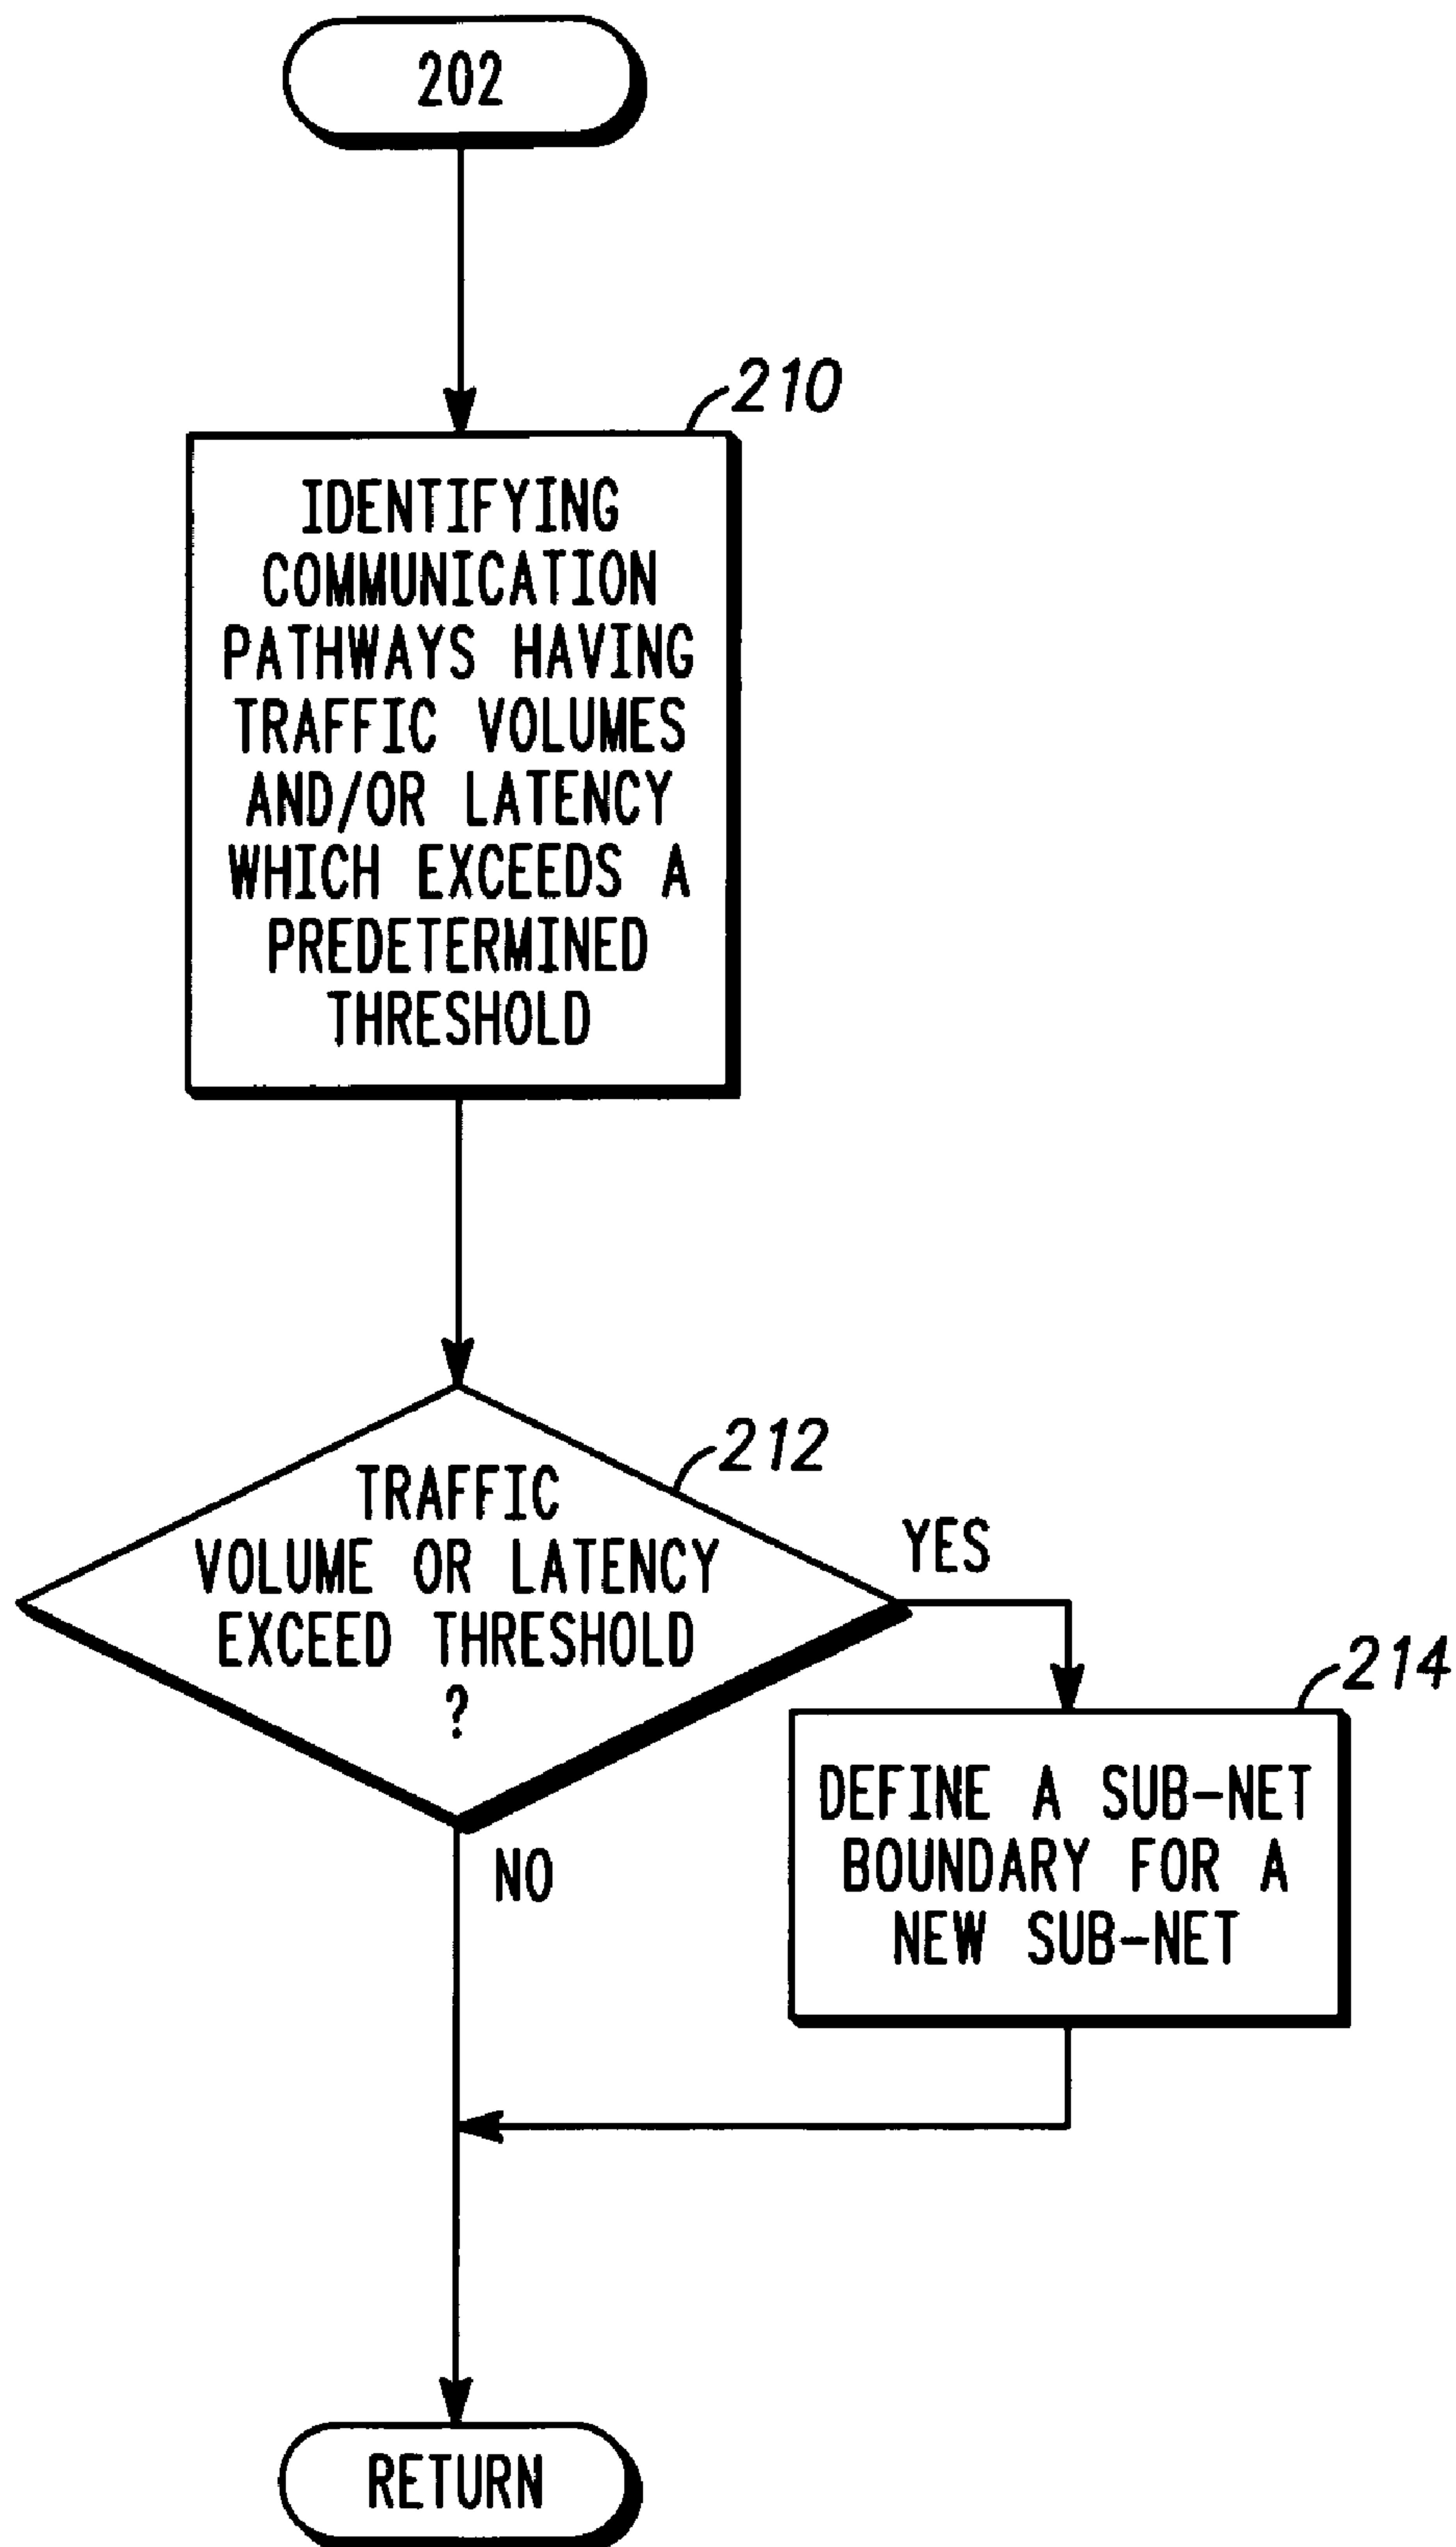 202
210
IDENTIFYING
COMMUNICATION
PATHWAYS HAVING
TRAFFIC VOLUMES
AND/OR LATENCY
WHICH EXCEEDS A
PREDETERMINED
THRESHOLD
212
TRAFFIC
VOLUME OR LATENCY
EXCEED THRESHOLD
?
YES
214
DEFINE A SUB-NET
BOUNDARY FOR A
NEW SUB-NET
NO
RETURN